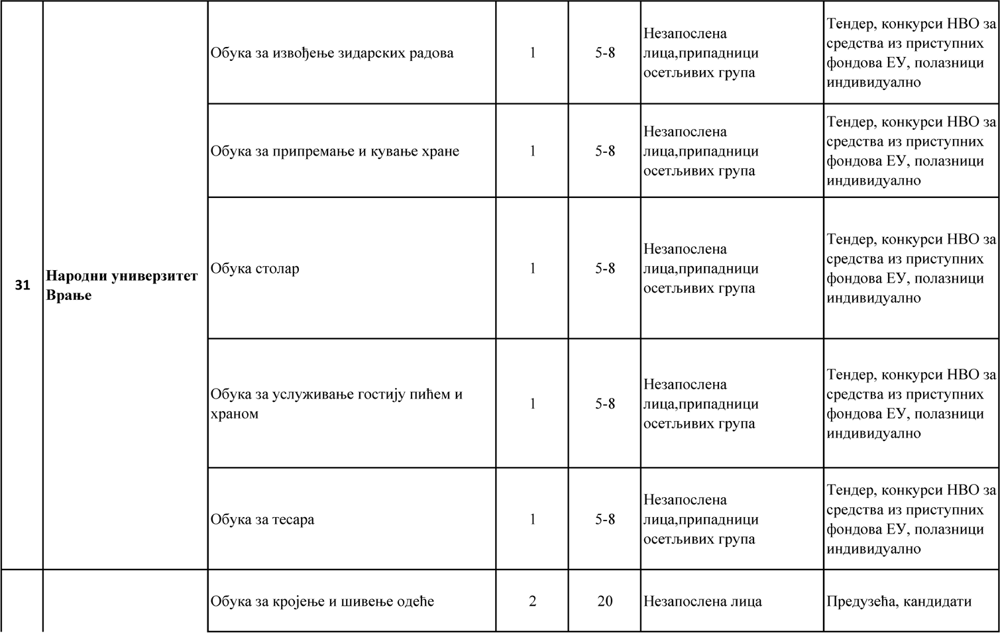 Обука за извођење зидарских радова
1
5-8
Незапослена
лица,припадници
осетљивих група
Тендер, конкурси НВО за
средства из приступних
фондова ЕУ, полазници
индивидуално
Обука за припремање и кување хране
1
5-8
Незапослена
лица,припадници
осетљивих група
Тендер, конкурси НВО за
средства из приступних
фондова ЕУ, полазници
индивидуално
31
Народни универзитет
Врање
Обука столар
1
5-8
Незапослена
лица,припадници
осетљивих група
Тендер, конкурси НВО за
средства из приступних
фондова ЕУ, полазници
индивидуално
Обука за услуживање гостију пићем и
храном
1
5-8
Незапослена
лица,припадници
осетљивих група
Тендер, конкурси НВО за
средства из приступних
фондова ЕУ, полазници
индивидуално
Обука за тесара
1
5-8
Незапослена
лица,припадници
осетљивих група
Тендер, конкурси НВО за
средства из приступних
фондова ЕУ, полазници
индивидуално
Обука за кројење и шивење одеће
2
20
Незапослена лица
Предузећа, кандидати